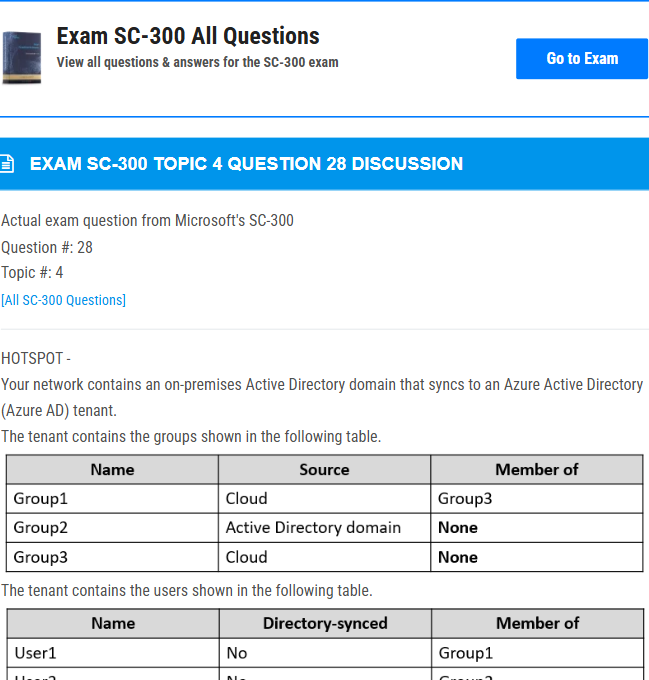 Exam SC-300 All Questions
View all questions & answers for the SC-300 exam
Go to Exam
EXAM SC-300 TOPIC 4 QUESTION 28 DISCUSSION
Actual exam question from Microsoft's SC-300
Question #: 28
Topic #: 4
[All SC-300 Questions]
HOTSPOT -
Your network contains an on-premises Active Directory domain that syncs to an Azure Active Directory
(Azure AD) tenant.
The tenant contains the groups shown in the following table.
Name Source Member of
Group1 Cloud Group3
Group2 Active Directory domain None
Group3 Cloud None
The tenant contains the users shown in the following table.
Name Directory-synced Member of
User1 No Group1